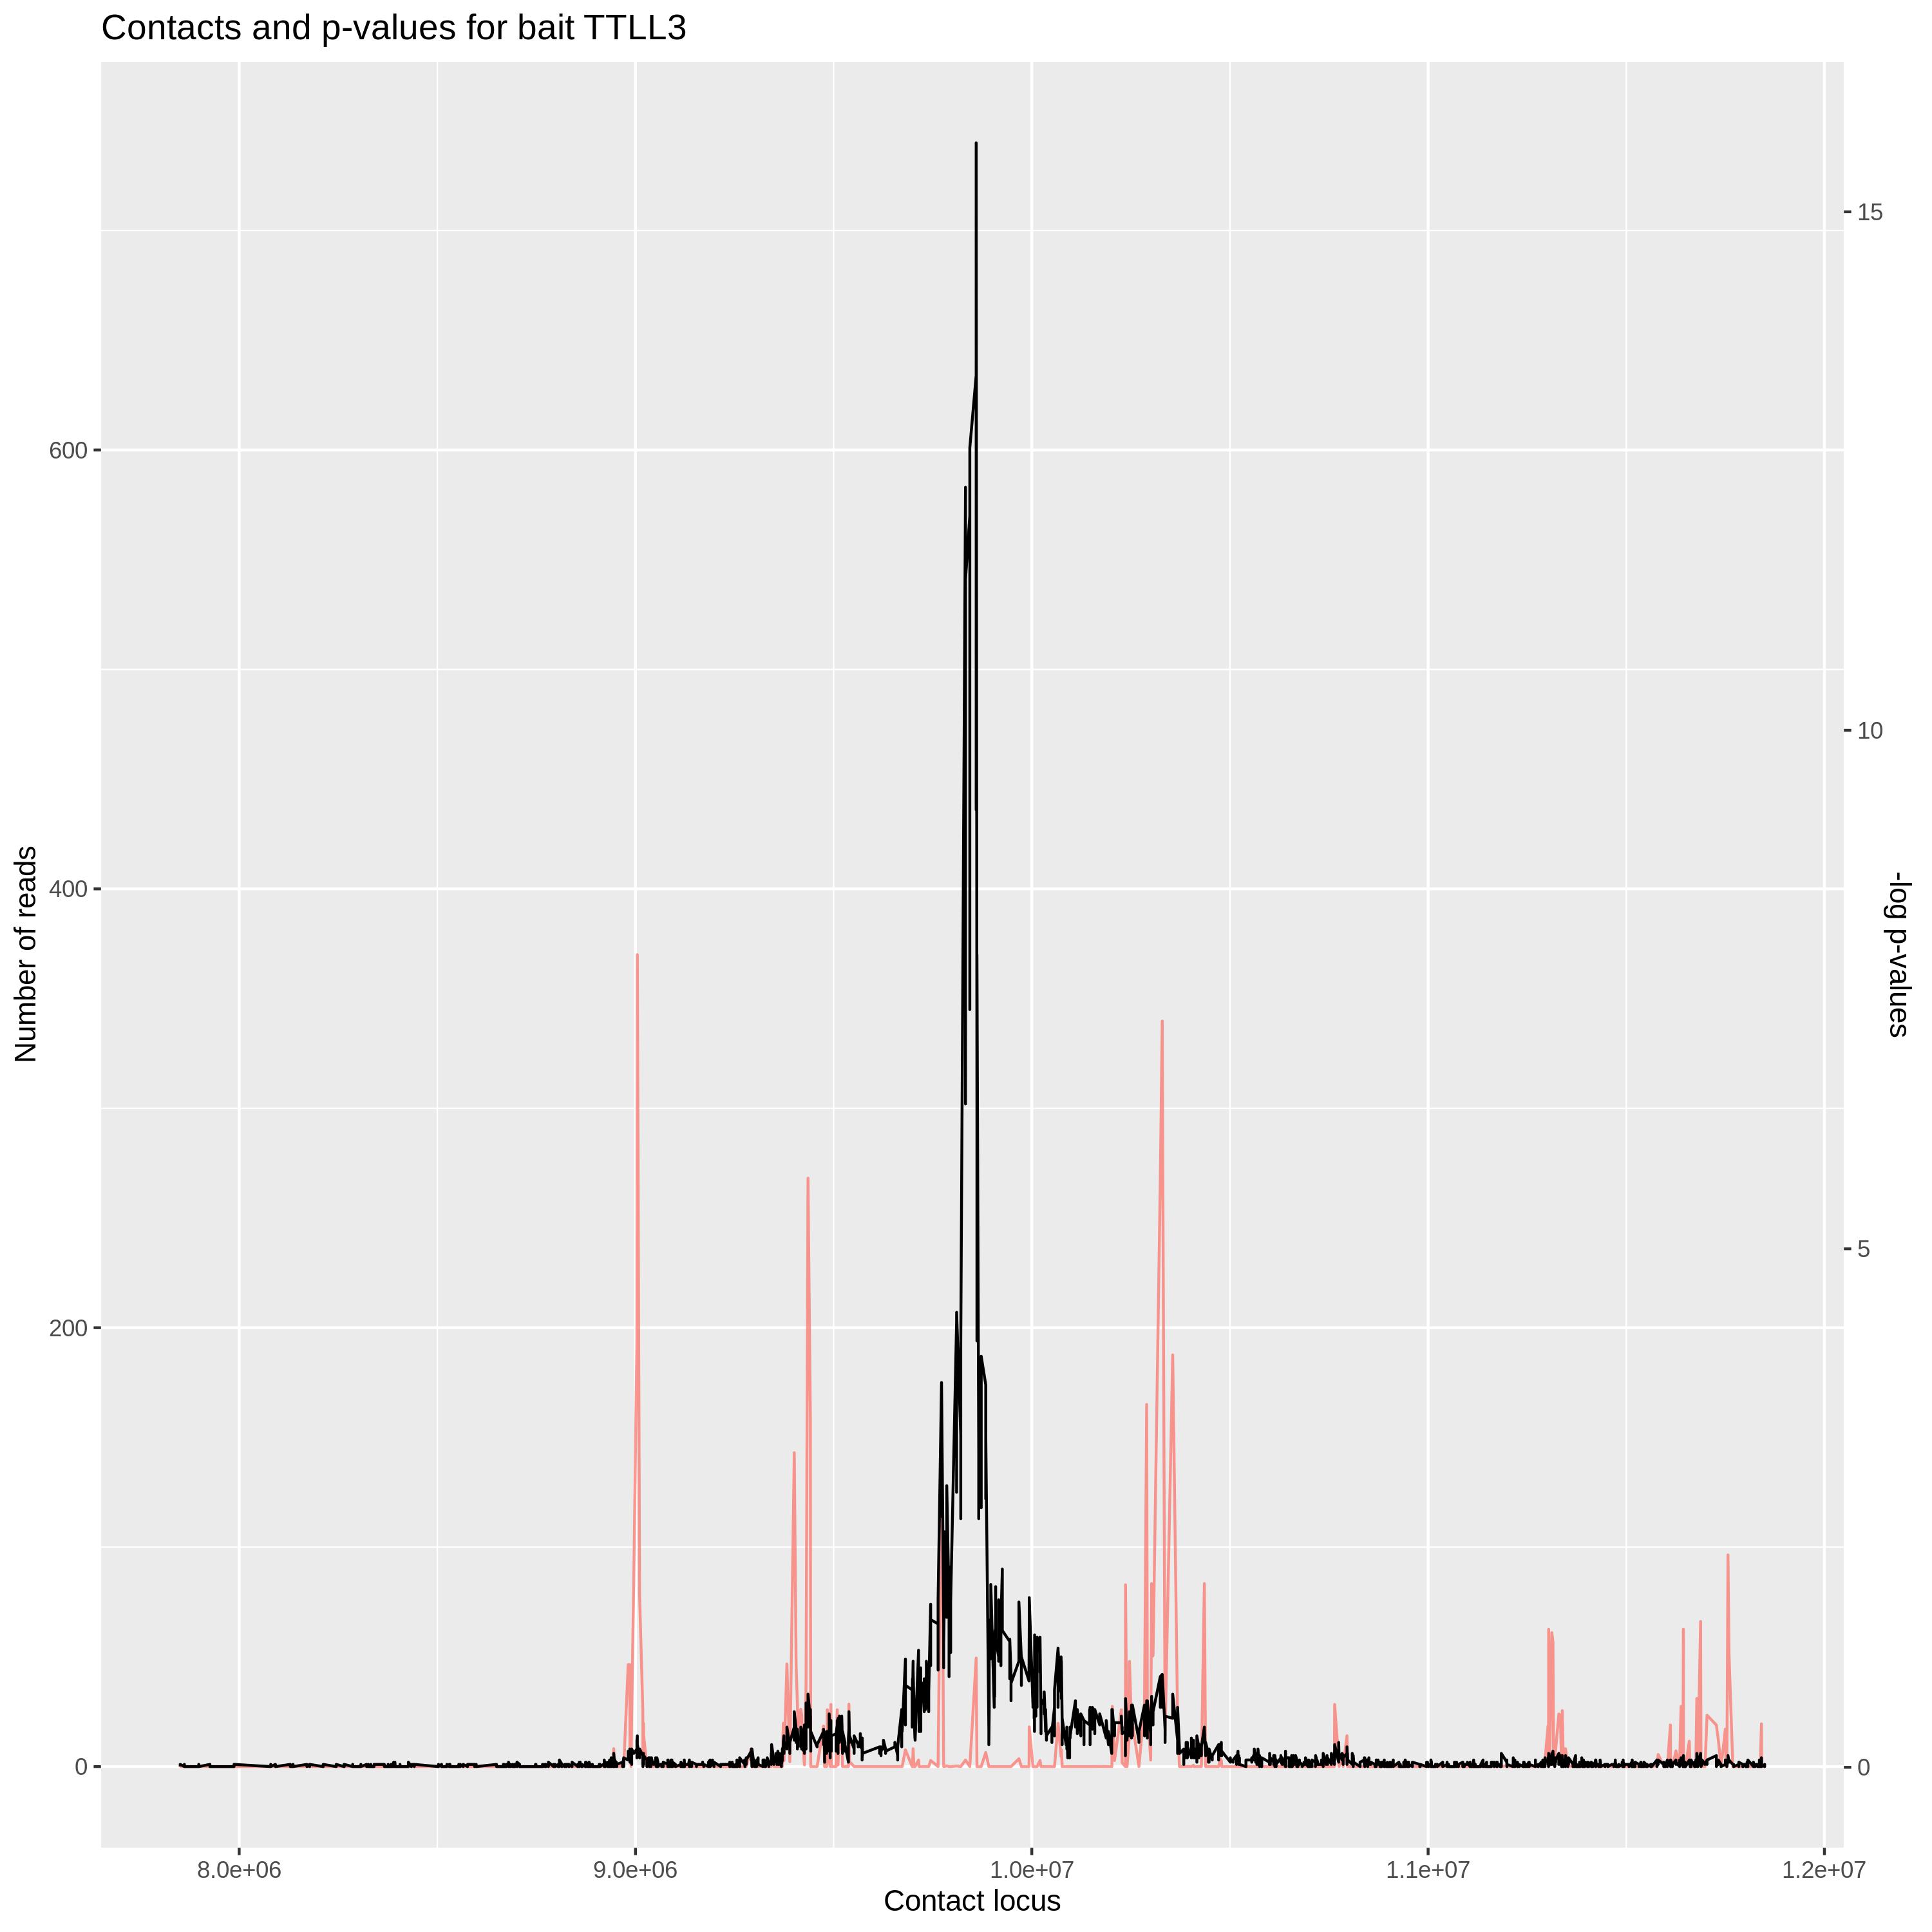 Contacts and p-values for bait TTLL3
Number of reads
600
400
200
0
15
10
5
0
-log p-values
8.0e+06
9.0e+06
1.0e+07
1.1e+07
1.2e+07
Contact locus